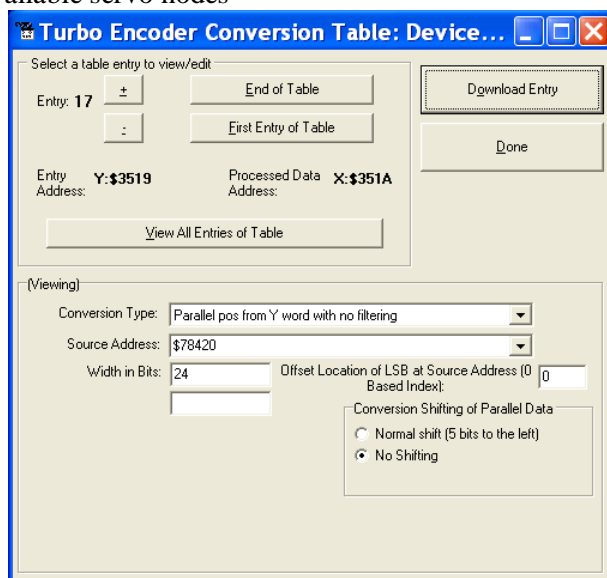 Turbo Encoder Conversion Table: Device...
Select a table entry to view/edit
Entry: 17
+
End of Table
Download Entry
-
First Entry of Table
Done
Entry Address: Y:$3519
Processed Data Address: X:$351A
View All Entries of Table
(Viewing)
Conversion Type: Parallel pos from Y word with no filtering
Source Address: $78420
Width in Bits: 24
Offset Location of LSB at Source Address (0 Based Index): 0
Conversion Shifting of Parallel Data
Normal shift (5 bits to the left)
No Shifting